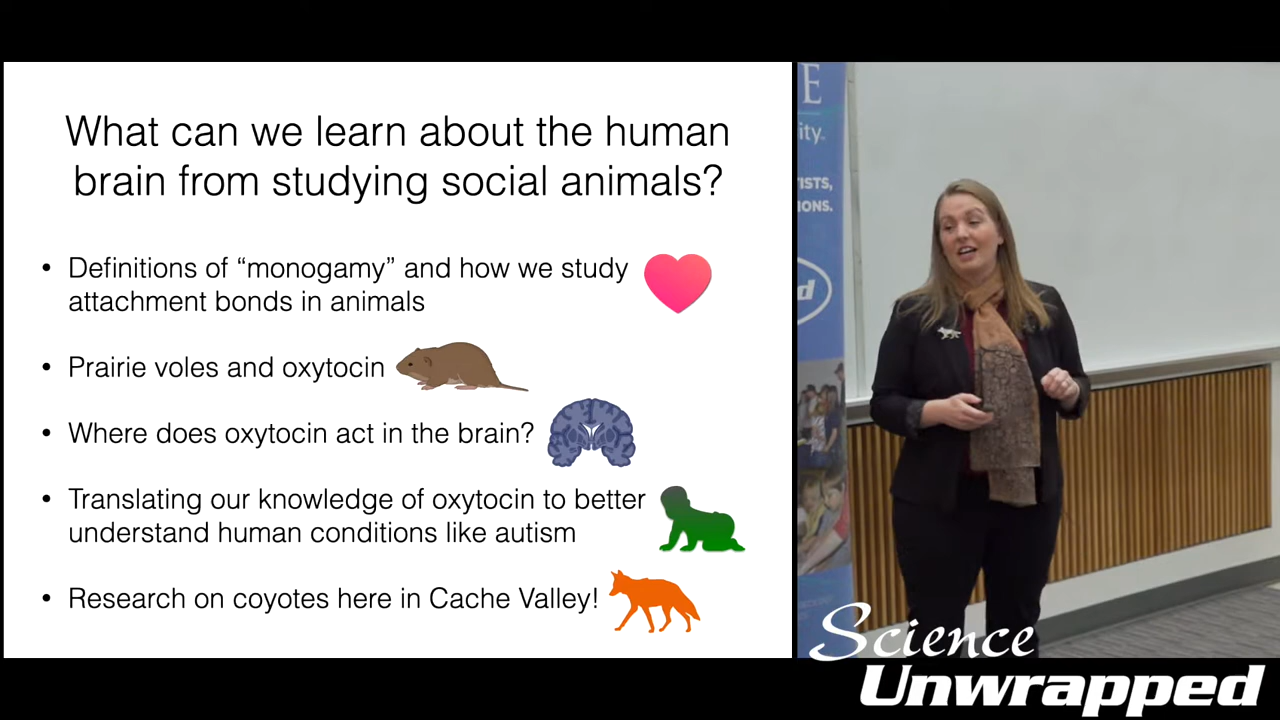 What can we learn about the human
brain from studying social animals?
• Definitions of “monogamy” and how we study
attachment bonds in animals
• Prairie voles and oxytocin
• Where does oxytocin act in the brain?
• Translating our knowledge of oxytocin to better
understand human conditions like autism
• Research on coyotes here in Cache Valley!
Science
Unwrapped